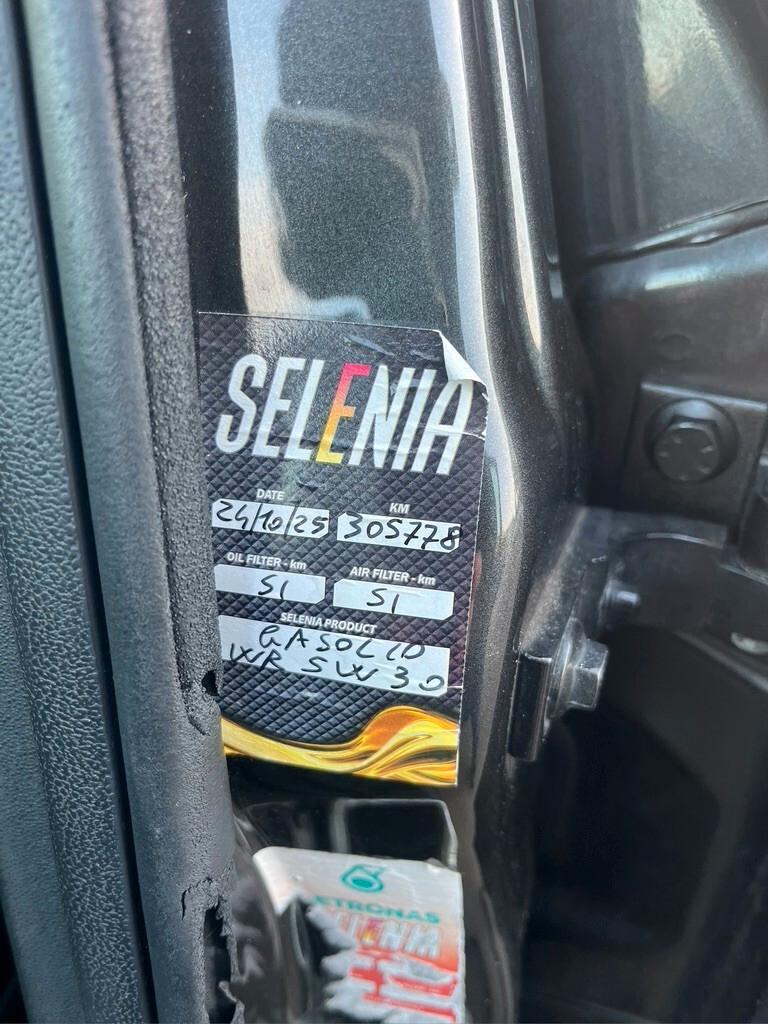 SELENIA
DATE KM
24/10/25 305778
OIL FILTER - km AIR FILTER - km
SI SI
SELENIA PRODUCT
GASOLIO
WR 5W30
PETRONAS
SELENIA